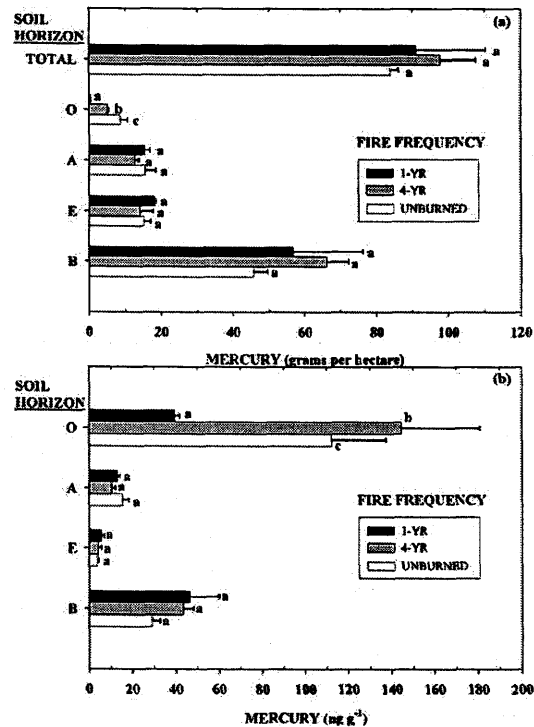 SOIL
HORIZON
(a)
TOTAL
a
a
a
O
a
b
c
A
a
a
a
E
a
a
a
B
a
a
a
FIRE FREQUENCY
1-YR
4-YR
UNBURNED
0 20 40 60 80 100 120
MERCURY (grams per hectare)
SOIL
HORIZON
(b)
O
a
b
c
A
a
a
a
E
a
a
a
B
a
a
a
FIRE FREQUENCY
1-YR
4-YR
UNBURNED
0 20 40 60 80 100 120 140 160 180 200
MERCURY (ng g⁻¹)